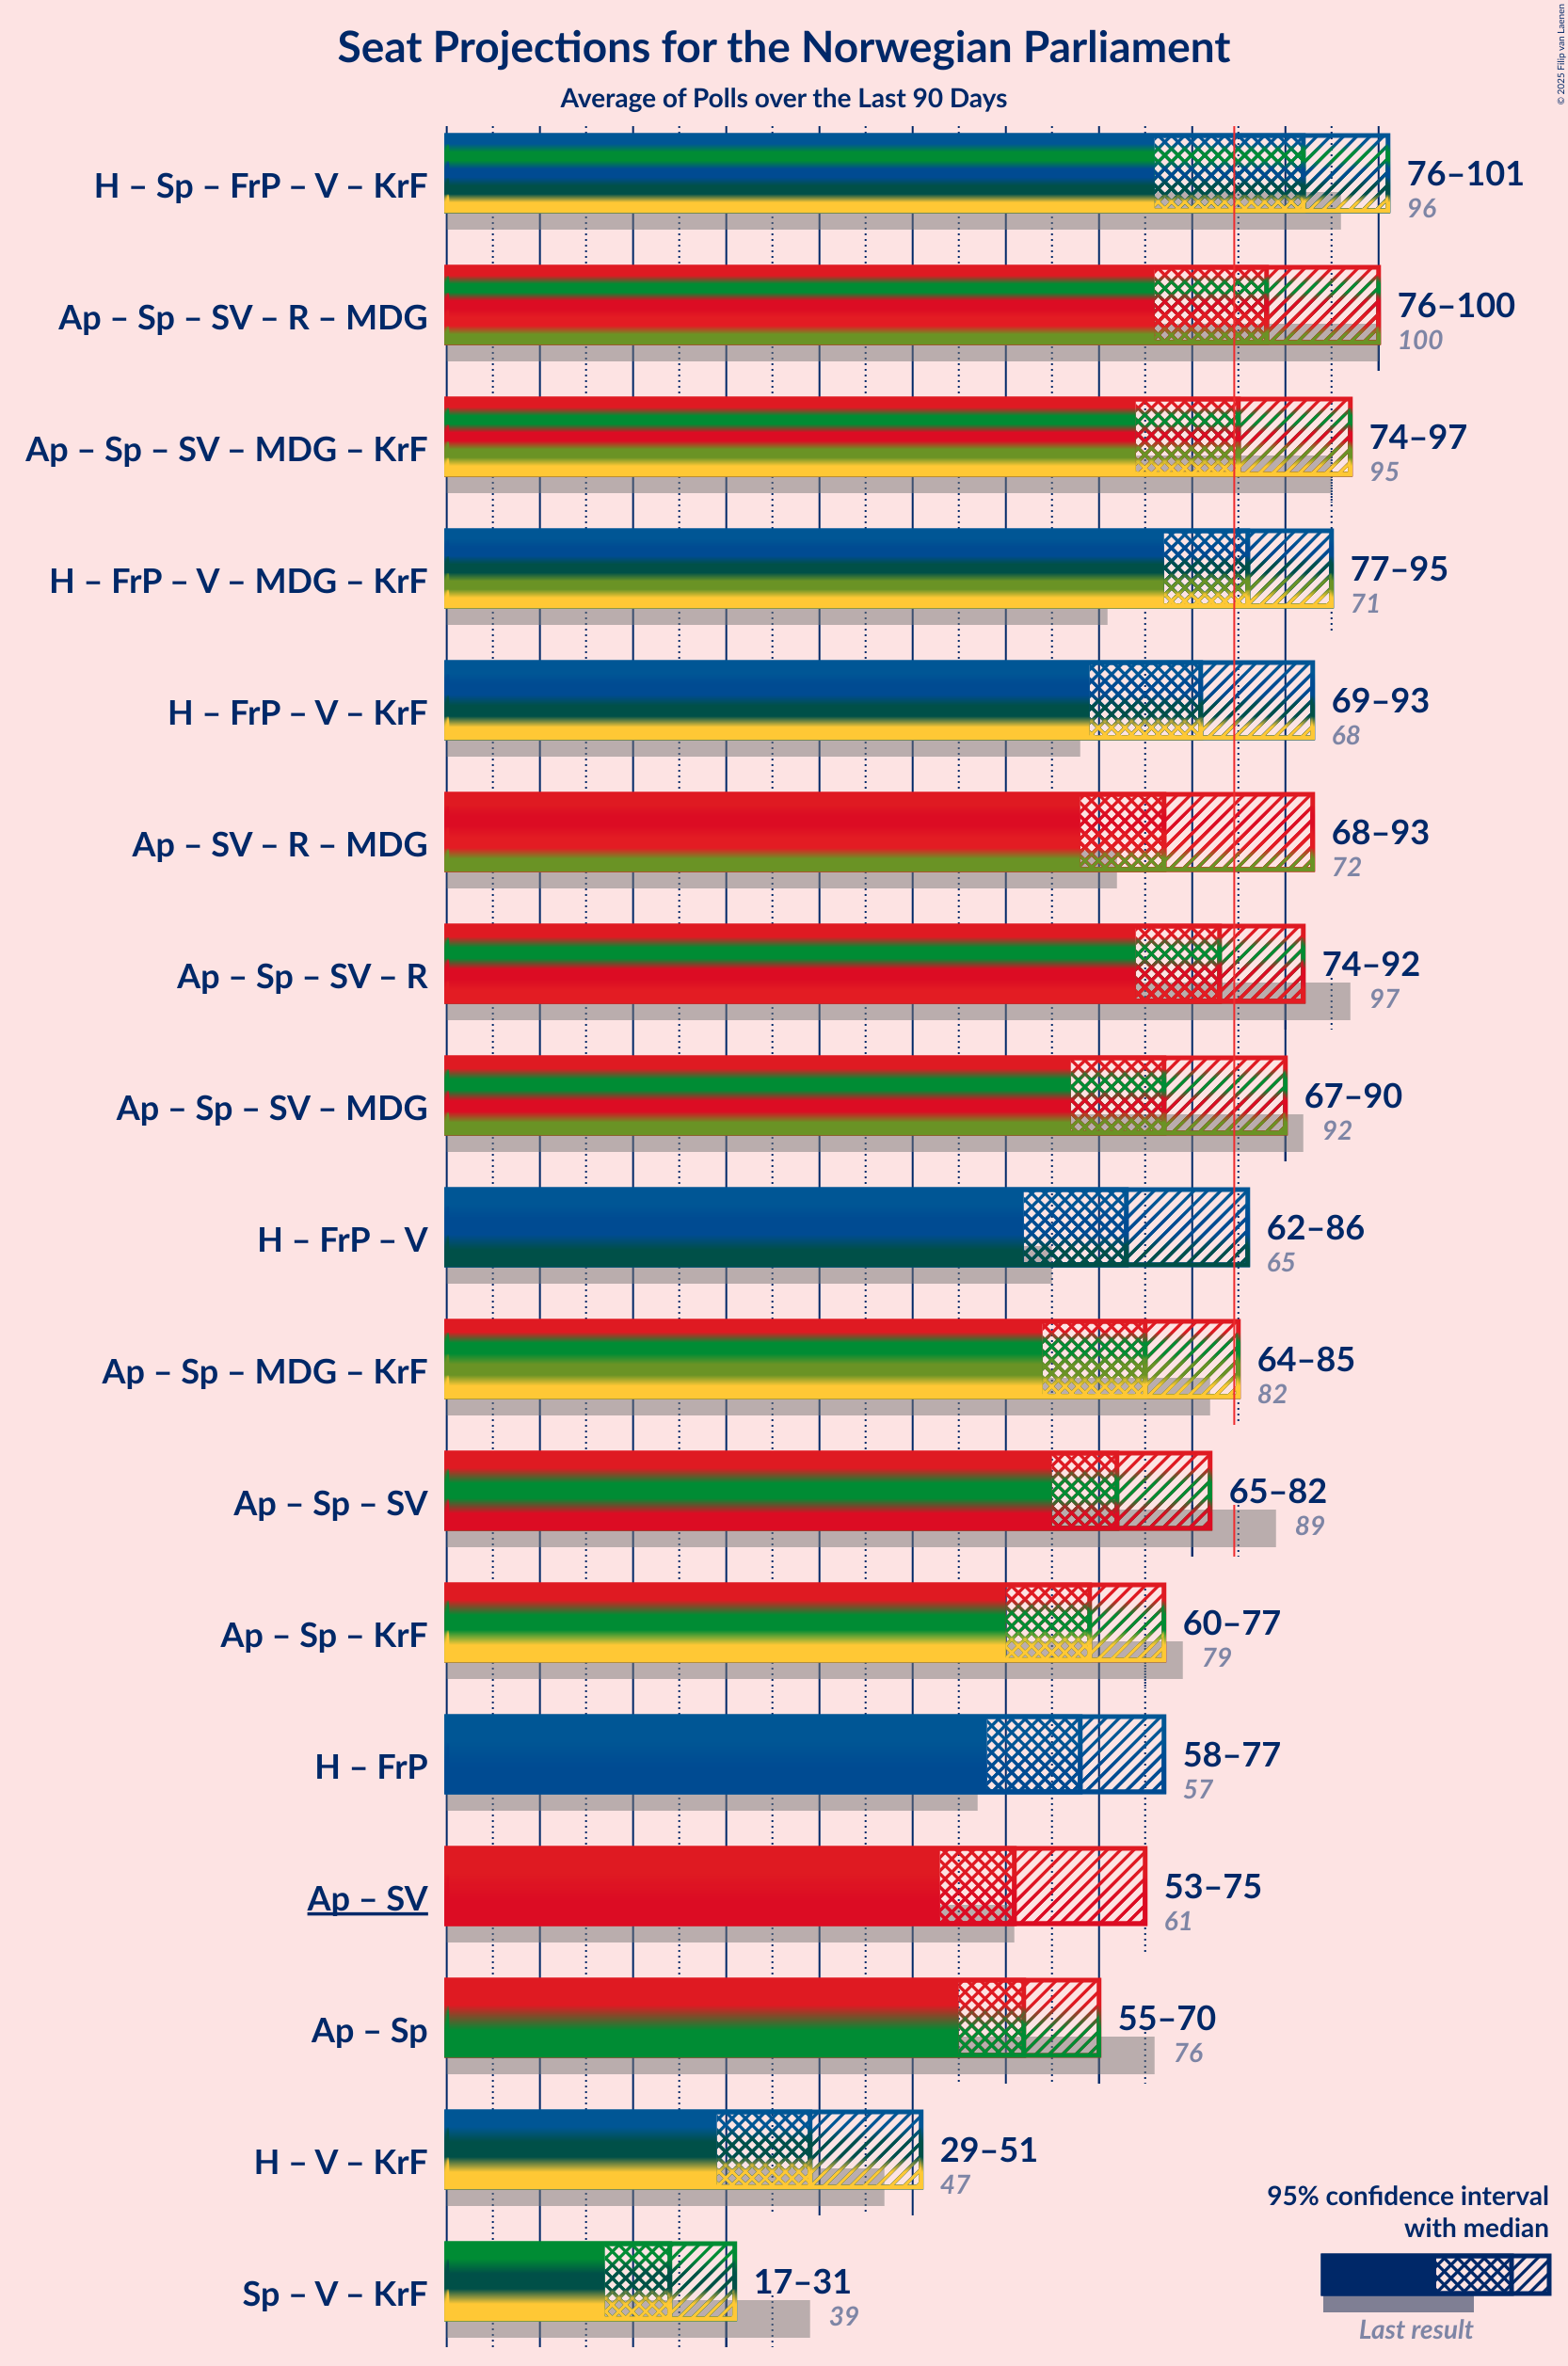 Seat Projections for the Norwegian Parliament
Average of Polls over the Last 90 Days
© 2025 Filip van Laenen
H – Sp – FrP – V – KrF
76–101
96
Ap – Sp – SV – R – MDG
76–100
100
Ap – Sp – SV – MDG – KrF
74–97
95
H – FrP – V – MDG – KrF
77–95
71
H – FrP – V – KrF
69–93
68
Ap – SV – R – MDG
68–93
72
Ap – Sp – SV – R
74–92
97
Ap – Sp – SV – MDG
67–90
92
H – FrP – V
62–86
65
Ap – Sp – MDG – KrF
64–85
82
Ap – Sp – SV
65–82
89
Ap – Sp – KrF
60–77
79
H – FrP
58–77
57
Ap – SV
53–75
61
Ap – Sp
55–70
76
H – V – KrF
29–51
47
Sp – V – KrF
17–31
39
95% confidence interval
with median
Last result